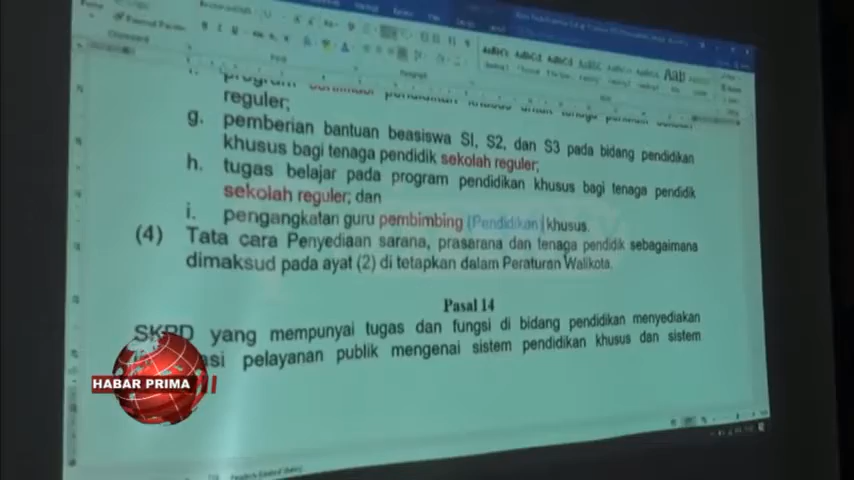 reguler;
g. pemberian bantuan beasiswa S1, S2, dan S3 pada bidang pendidikan
khusus bagi tenaga pendidik sekolah reguler;
h. tugas belajar pada program pendidikan khusus bagi tenaga pendidik
sekolah reguler; dan
i. pengangkatan guru pembimbing (Pendidikan) khusus.
(4) Tata cara Penyediaan sarana, prasarana dan tenaga pendidik sebagaimana
dimaksud pada ayat (2) di tetapkan dalam Peraturan Walikota.
Pasal 14
SKPD yang mempunyai tugas dan fungsi di bidang pendidikan menyediakan
pelayanan publik mengenai sistem pendidikan khusus dan sistem
HABAR PRIMA